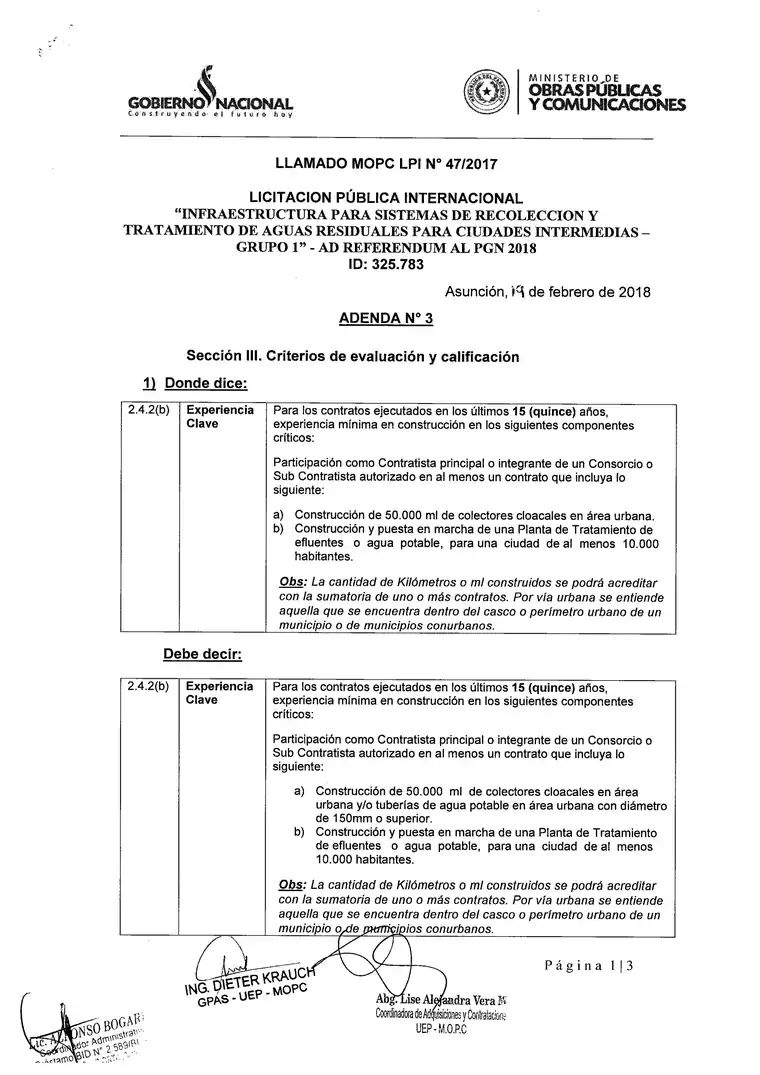 GOBIERNO NACIONAL
Construyendo el futuro hoy
MINISTERIO DE
OBRAS PÚBLICAS
Y COMUNICACIONES
LLAMADO MOPC LPI N° 47/2017
LICITACION PÚBLICA INTERNACIONAL
“INFRAESTRUCTURA PARA SISTEMAS DE RECOLECCION Y
TRATAMIENTO DE AGUAS RESIDUALES PARA CIUDADES INTERMEDIAS –
GRUPO 1” - AD REFERENDUM AL PGN 2018
ID: 325.783
Asunción, 19 de febrero de 2018
ADENDA N° 3
Sección III. Criterios de evaluación y calificación
1) Donde dice:
2.4.2(b) Experiencia Clave
Para los contratos ejecutados en los últimos 15 (quince) años,
experiencia mínima en construcción en los siguientes componentes
críticos:
Participación como Contratista principal o integrante de un Consorcio o
Sub Contratista autorizado en al menos un contrato que incluya lo
siguiente:
a) Construcción de 50.000 ml de colectores cloacales en área urbana.
b) Construcción y puesta en marcha de una Planta de Tratamiento de
efluentes o agua potable, para una ciudad de al menos 10.000
habitantes.
Obs: La cantidad de Kilómetros o ml construidos se podrá acreditar
con la sumatoria de uno o más contratos. Por vía urbana se entiende
aquella que se encuentra dentro del casco o perímetro urbano de un
municipio o de municipios conurbanos.
Debe decir:
2.4.2(b) Experiencia Clave
Para los contratos ejecutados en los últimos 15 (quince) años,
experiencia mínima en construcción en los siguientes componentes
críticos:
Participación como Contratista principal o integrante de un Consorcio o
Sub Contratista autorizado en al menos un contrato que incluya lo
siguiente:
a) Construcción de 50.000 ml de colectores cloacales en área
urbana y/o tuberías de agua potable en área urbana con diámetro
de 150mm o superior.
b) Construcción y puesta en marcha de una Planta de Tratamiento
de efluentes o agua potable, para una ciudad de al menos
10.000 habitantes.
Obs: La cantidad de Kilómetros o ml construidos se podrá acreditar
con la sumatoria de uno o más contratos. Por vía urbana se entiende
aquella que se encuentra dentro del casco o perímetro urbano de un
municipio o de municipios conurbanos.
Página 1|3
ING. DIETER KRAUCH
GPAS - UEP - MOPC
Abg. Lise Alejandra Vera
Coordinadora de Adquisiciones y Contrataciones
UEP - M.O.P.C